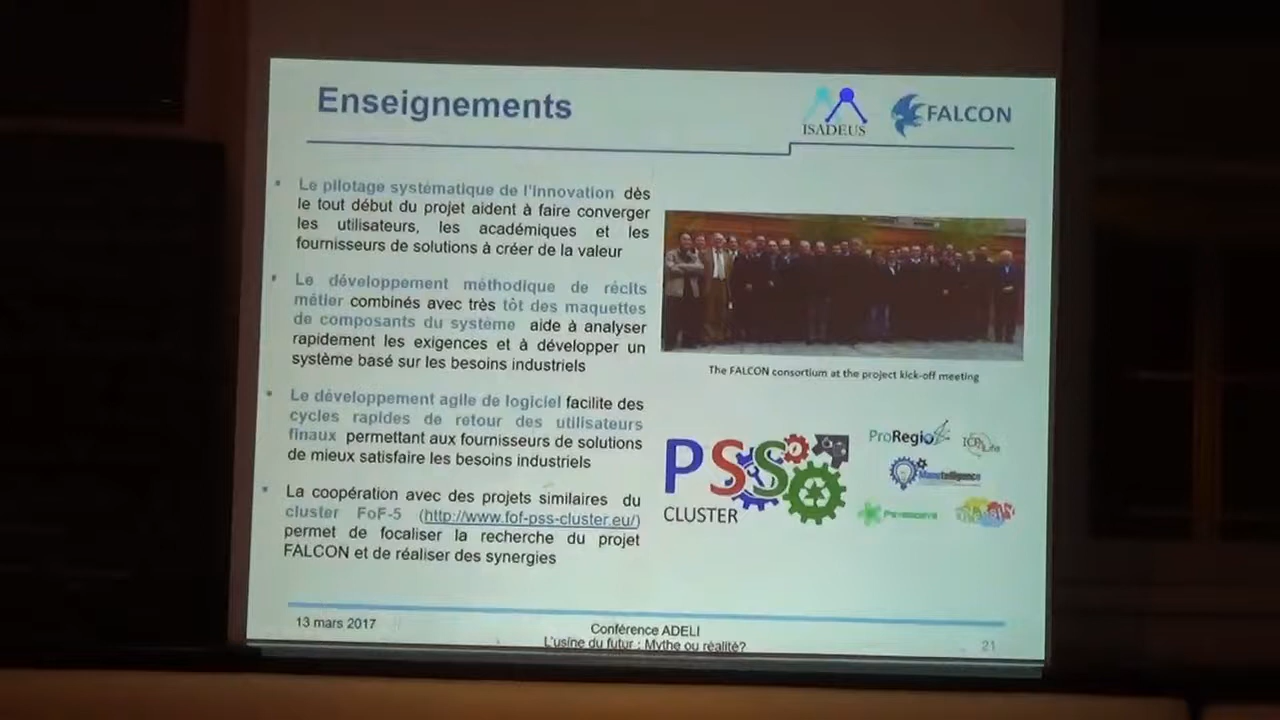 Enseignements
ISADEUS
FALCON
Le pilotage systématique de l'innovation dès
le tout début du projet aident à faire converger
les utilisateurs, les académiques et les
fournisseurs de solutions à créer de la valeur
Le développement méthodique de récits
métier combinés avec très tôt des maquettes
de composants du système aide à analyser
rapidement les exigences et à développer un
système basé sur les besoins industriels
Le développement agile de logiciel facilite des
cycles rapides de retour des utilisateurs
finaux permettant aux fournisseurs de solutions
de mieux satisfaire les besoins industriels
La coopération avec des projets similaires du
cluster FoF-5 (http://www.fof-pss-cluster.eu/)
permet de focaliser la recherche du projet
FALCON et de réaliser des synergies
The FALCON consortium at the project kick-off meeting
PSS
CLUSTER
ProRegio
Manutelligence
13 mars 2017
Conférence ADELI
L'usine du futur : Mythe ou réalité?
21